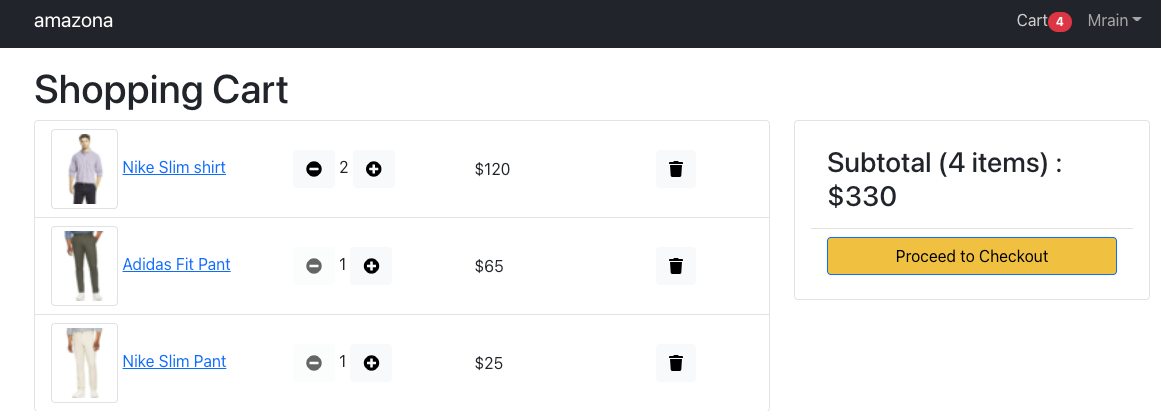 amazona
Cart 4 Mrain
Shopping Cart
Nike Slim shirt 2 $120
Adidas Fit Pant 1 $65
Nike Slim Pant 1 $25
Subtotal (4 items) :
$330
Proceed to Checkout